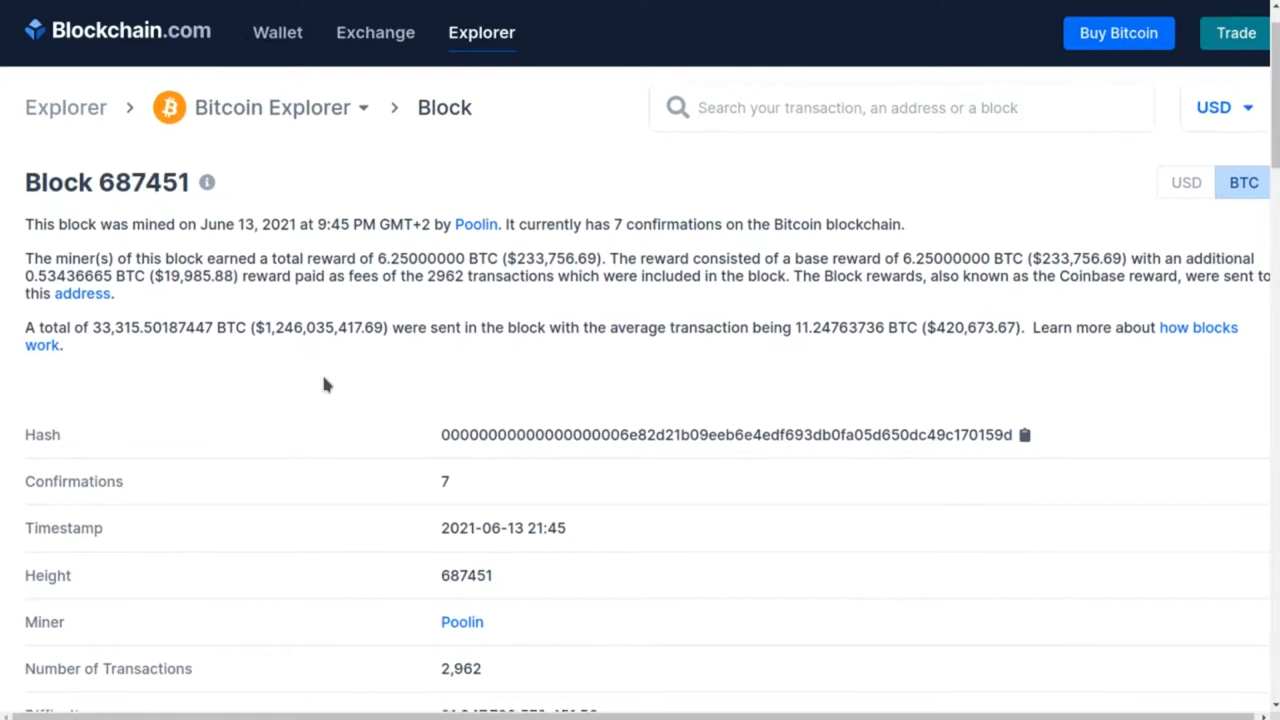 Blockchain.com Wallet Exchange Explorer Buy Bitcoin Trade
Explorer > Bitcoin Explorer > Block Search your transaction, an address or a block USD
Block 687451 USD BTC
This block was mined on June 13, 2021 at 9:45 PM GMT+2 by Poolin. It currently has 7 confirmations on the Bitcoin blockchain.
The miner(s) of this block earned a total reward of 6.25000000 BTC ($233,756.69). The reward consisted of a base reward of 6.25000000 BTC ($233,756.69) with an additional
0.53436665 BTC ($19,985.88) reward paid as fees of the 2962 transactions which were included in the block. The Block rewards, also known as the Coinbase reward, were sent to
this address.
A total of 33,315.50187447 BTC ($1,246,035,417.69) were sent in the block with the average transaction being 11.24763736 BTC ($420,673.67). Learn more about how blocks
work.
Hash 00000000000000000006e82d21b09eeb6e4edf693db0fa05d650dc49c170159d
Confirmations 7
Timestamp 2021-06-13 21:45
Height 687451
Miner Poolin
Number of Transactions 2,962